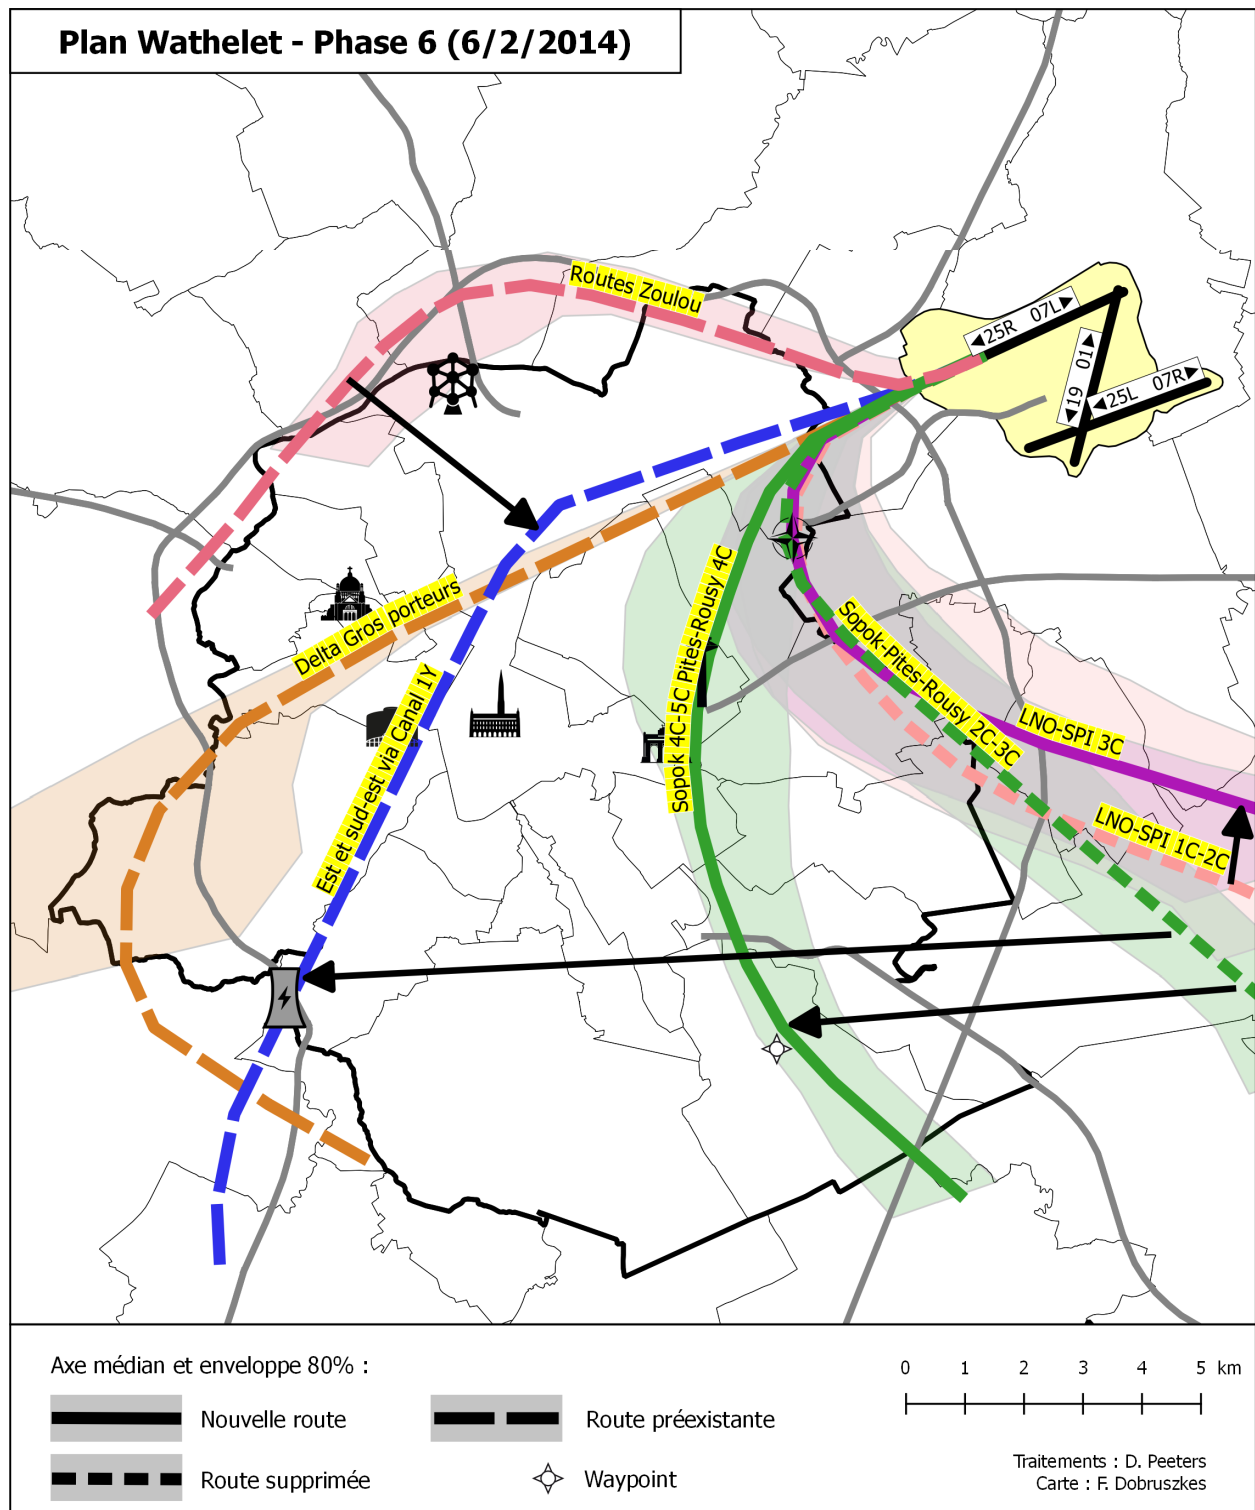 Plan Wathelet - Phase 6 (6/2/2014)
Routes Zoulou
◀25R 07L▶
◀19 01▶
◀25L 07R▶
Delta Gros porteurs
Est et sud-est via Canal 1Y
Sopok 4C-5C Pites-Rousy 4C
Sopok-Pites-Rousy 2C-3C
LNO-SPI 3C
LNO-SPI 1C-2C
Axe médian et enveloppe 80% :
Nouvelle route
Route préexistante
Route supprimée
Waypoint
0 1 2 3 4 5 km
Traitements : D. Peeters
Carte : F. Dobruszkes